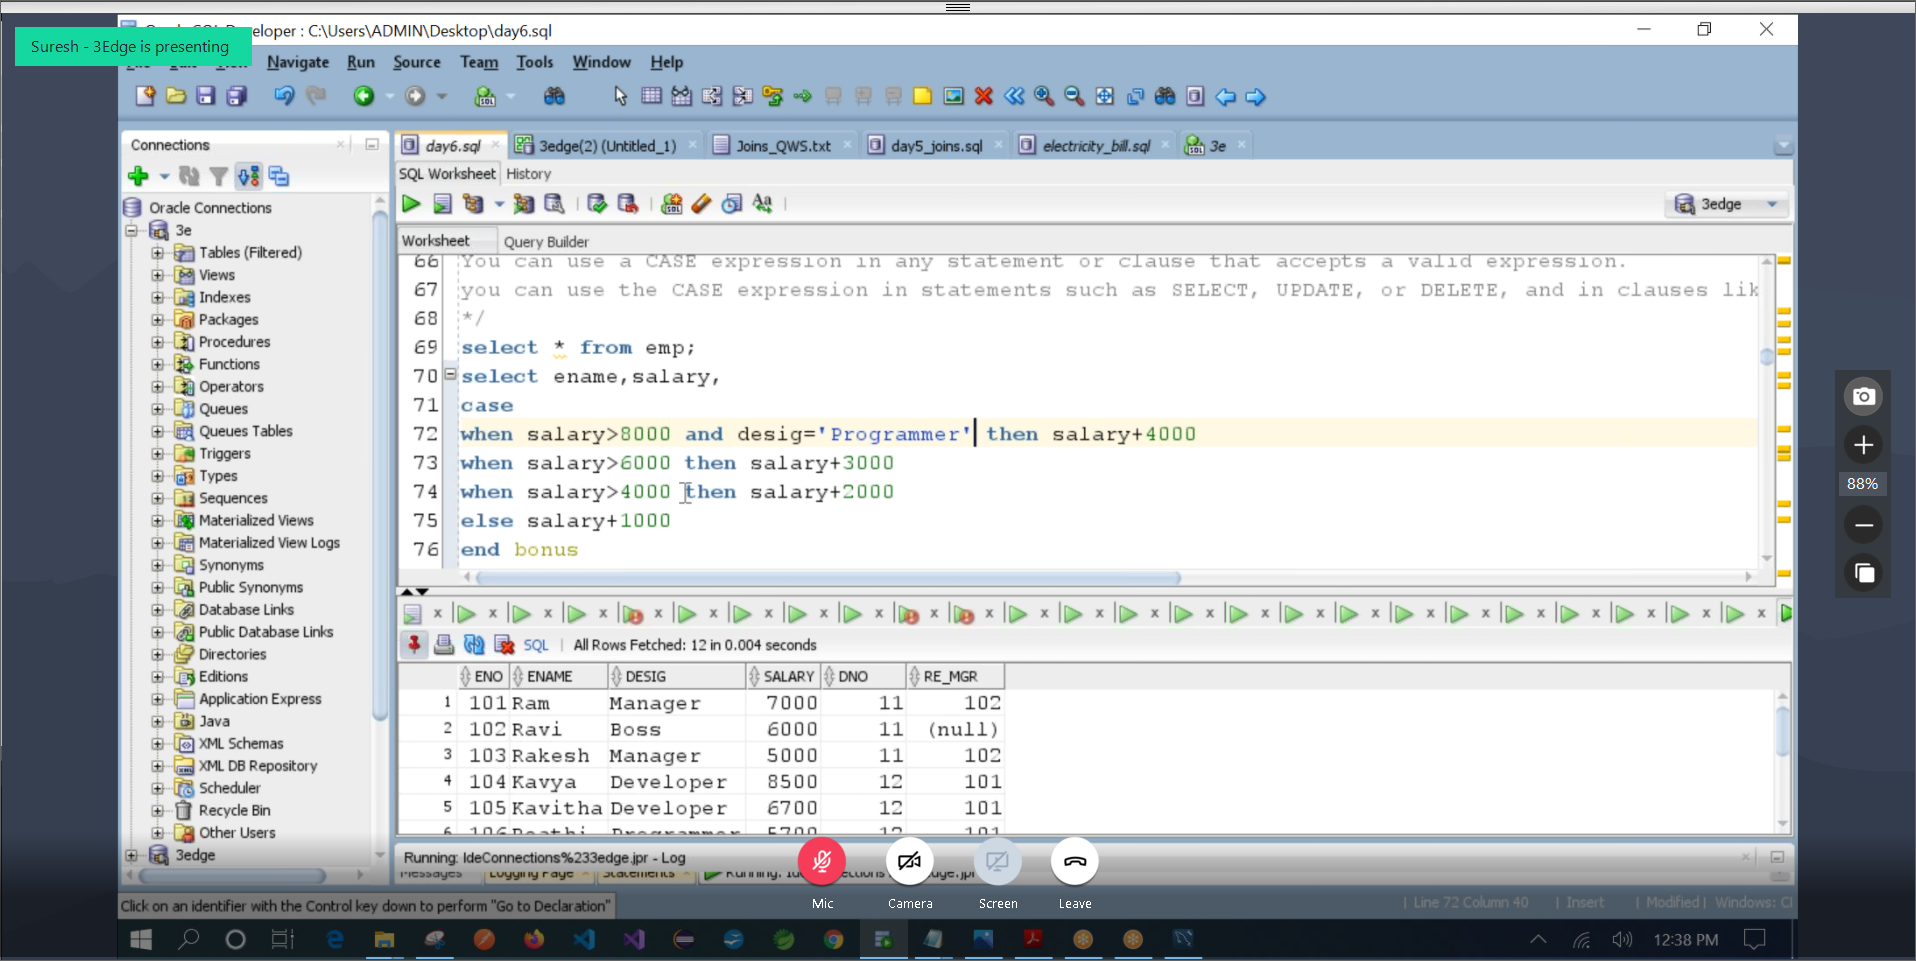 Suresh - 3Edge is presenting
eloper : C:\Users\ADMIN\Desktop\day6.sql
Navigate Run Source Team Tools Window Help
Connections
day6.sql 3edge(2) (Untitled_1) Joins_QWS.txt day5_joins.sql electricity_bill.sql 3e
SQL Worksheet History
3edge
Worksheet Query Builder
Oracle Connections
3e
Tables (Filtered)
Views
Indexes
Packages
Procedures
Functions
Operators
Queues
Queues Tables
Triggers
Types
Sequences
Materialized Views
Materialized View Logs
Synonyms
Public Synonyms
Database Links
Public Database Links
Directories
Editions
Application Express
Java
XML Schemas
XML DB Repository
Scheduler
Recycle Bin
Other Users
3edge
66 You can use a CASE expression in any statement or clause that accepts a valid expression.
67 you can use the CASE expression in statements such as SELECT, UPDATE, or DELETE, and in clauses lik
68 */
69 select * from emp;
70 select ename,salary,
71 case
72 when salary>8000 and desig='Programmer' then salary+4000
73 when salary>6000 then salary+3000
74 when salary>4000 then salary+2000
75 else salary+1000
76 end bonus
88%
SQL | All Rows Fetched: 12 in 0.004 seconds
ENO ENAME DESIG SALARY DNO RE_MGR
1 101 Ram Manager 7000 11 102
2 102 Ravi Boss 6000 11 (null)
3 103 Rakesh Manager 5000 11 102
4 104 Kavya Developer 8500 12 101
5 105 Kavitha Developer 6700 12 101
6 106 Programmer 5700 12 101
Running: IdeConnections%233edge.jpr - Log
Messages Logging Page Statements
Mic Camera Screen Leave
Click on an identifier with the Control key down to perform "Go to Declaration"
| Line 72 Column 40 | Insert | Modified | Windows:
12:38 PM